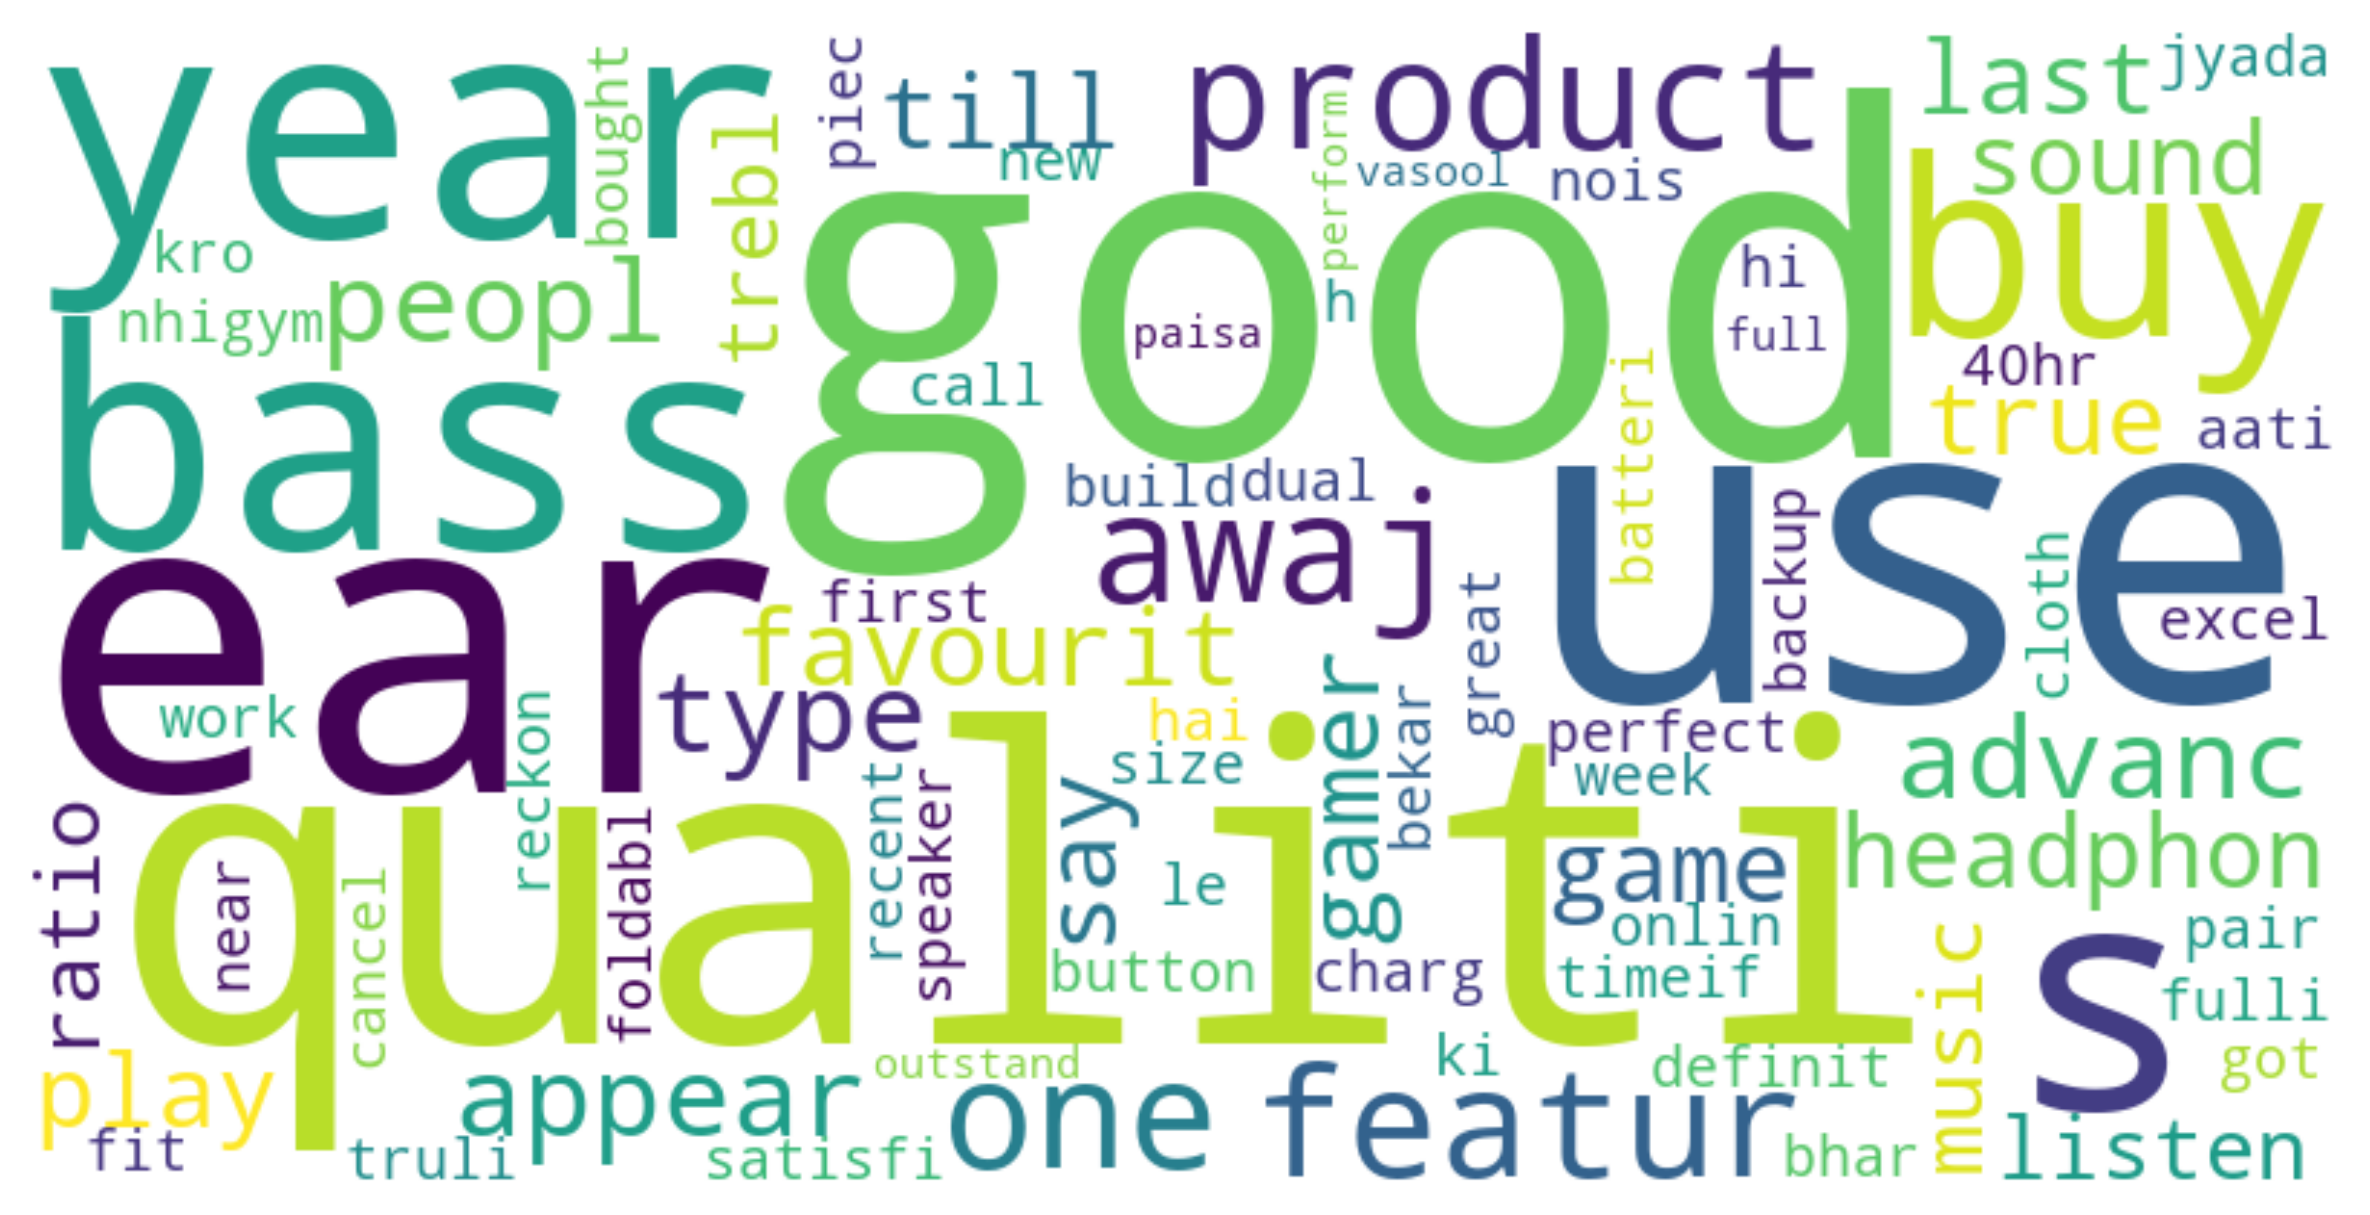 year
bought
trebl
piec
till
new
product
perform
vasool
nois
last
jyada
sound
kro
nhigym
peopl
good
paisa
h
hi
full
buy
40hr
true
aati
bass
call
build
dual
batteri
awaj
use
backup
cloth
excel
ear
first
favourit
great
work
reckon
type
hai
size
gamer
bekar
perfect
week
advanc
qualiti
ratio
near
cancel
foldabl
recent
speaker
say
le
button
charg
game
onlin
timeif
headphon
music
s
pair
fulli
got
play
fit
truli
appear
outstand
satisfi
one
featur
ki
definit
bhar
listen